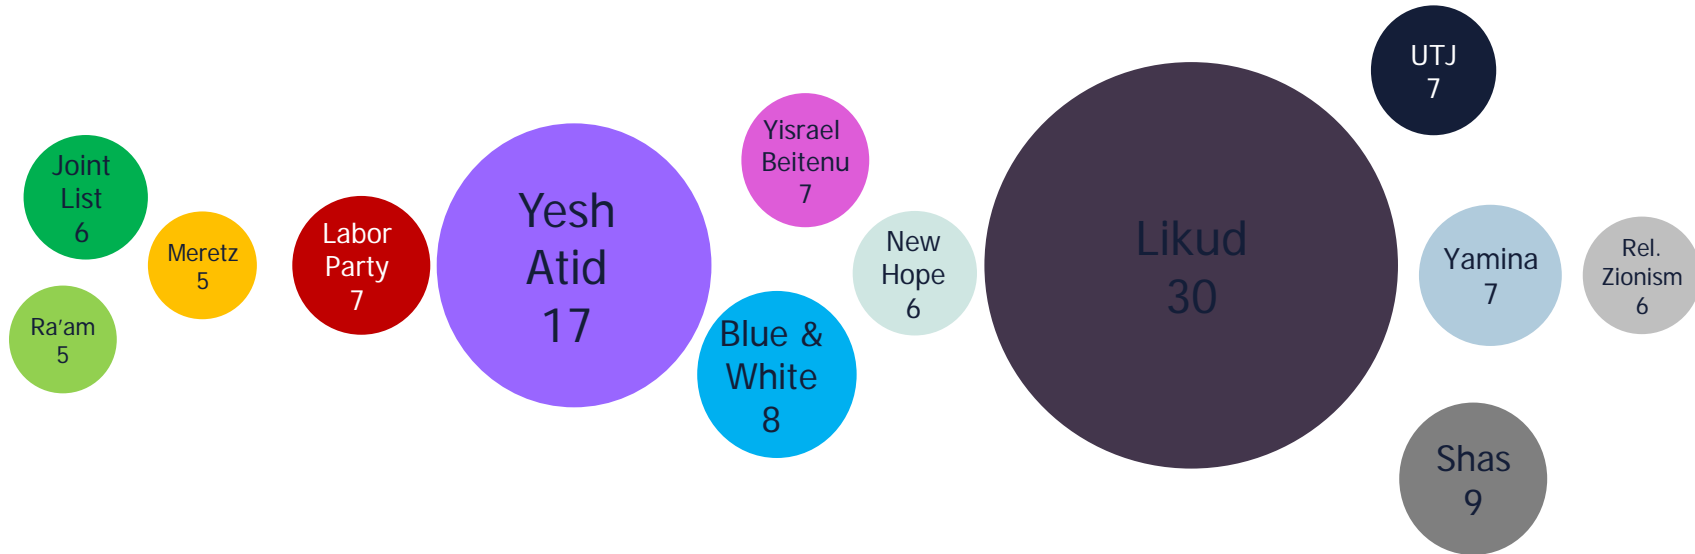 Joint
List
6
Ra'am
5
Meretz
5
Labor
Party
7
Yesh
Atid
17
Yisrael
Beitenu
7
Blue &
White
8
New
Hope
6
Likud
30
UTJ
7
Yamina
7
Shas
9
Rel.
Zionism
6